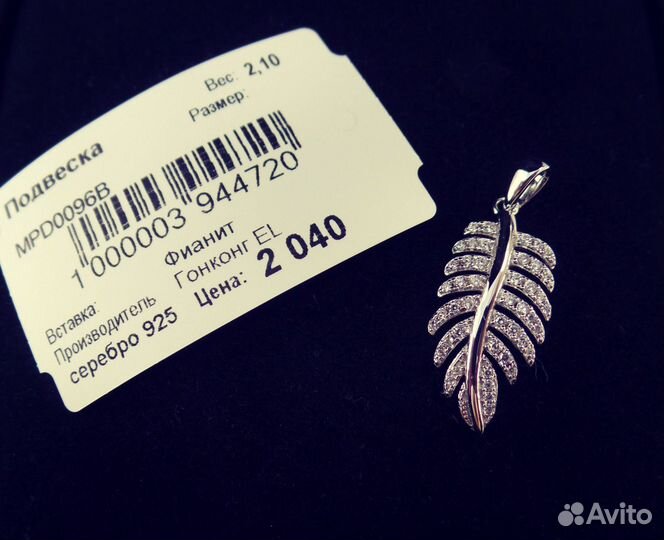 Вес: 2,10
Размер:
Подвеска
MPD0096B
1 000003 944720
Вставка: Фианит
Производитель Гонконг EL
серебро 925 Цена: 2 040
Avito